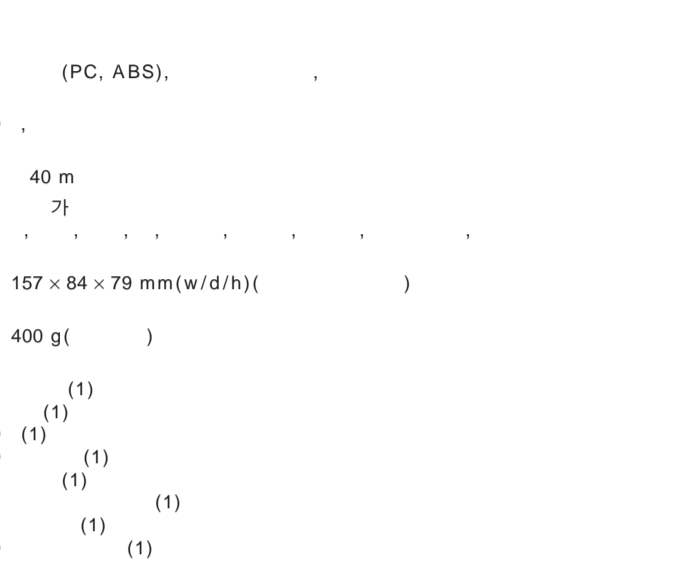 (PC, ABS), ,
,
40 m
가
, , , , , , , ,
157 × 84 × 79 mm(w/d/h)( )
400 g( )
(1)
(1)
(1)
(1)
(1)
(1)
(1)
(1)